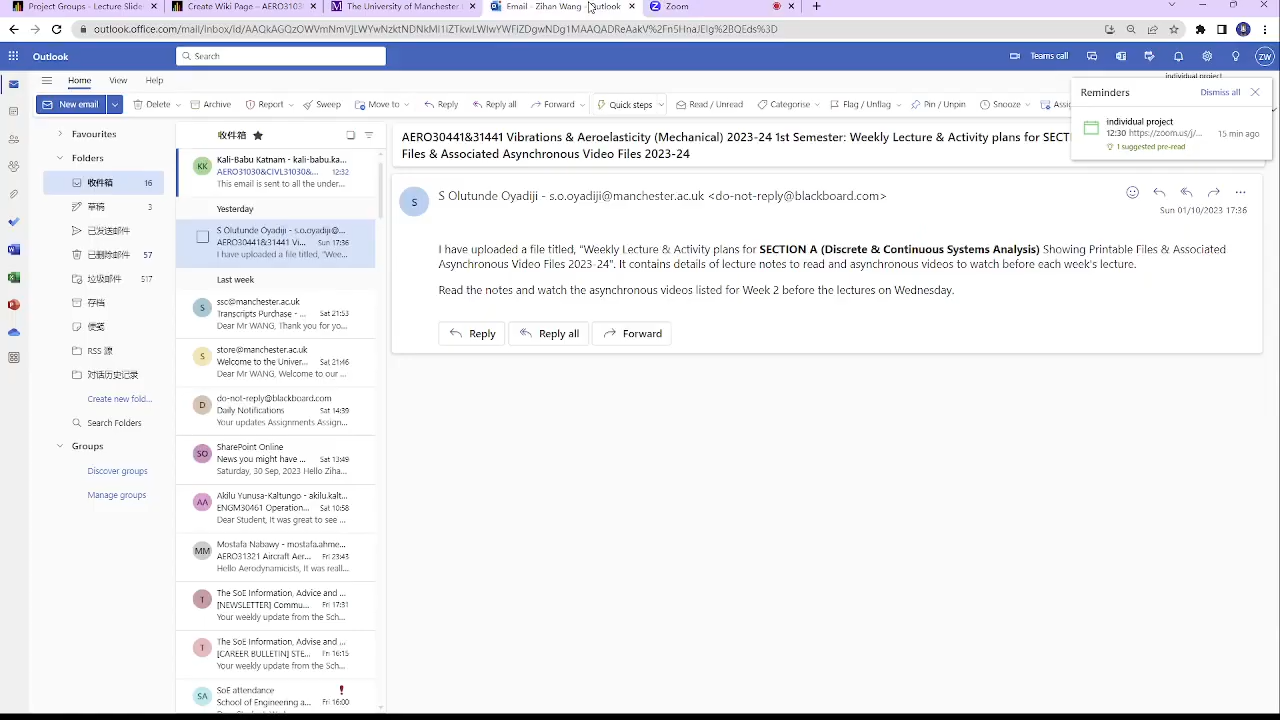 Project Groups - Lecture Slides
Create Wiki Page – AERO3103
The University of Manchester
Email - Zihan Wang - Outlook
Zoom
outlook.office.com/mail/inbox/id/
Outlook
Search
Teams call
ZW
Home
View
Help
individual project
New email
Delete
Archive
Report
Sweep
Move to
Reply
Reply all
Forward
Quick steps
Read / Unread
Categorise
Flag / Unflag
Pin / Unpin
Snooze
Reminders
Dismiss all
individual project
12:30 https://zoom.us/j/...
15 min ago
1 suggested pre-read
Favourites
Folders
收件箱 16
草稿 3
已发送邮件
已删除邮件 57
垃圾邮件 517
存档
便笺
RSS 源
对话历史记录
Create new fold...
Search Folders
Groups
Discover groups
Manage groups
收件箱
KK
Kali-Babu Katnam - kali-babu.ka...
AERO31030&CIVL31030&... 12:32
This email is sent to all the under...
Yesterday
S Olutunde Oyadiji - s.o.oyadiji@...
AERO30441&31441 Vi... Sun 17:36
I have uploaded a file titled, "Wee...
Last week
S
ssc@manchester.ac.uk
Transcripts Purchase - ... Sat 21:53
Dear Mr WANG, Thank you for yo...
S
store@manchester.ac.uk
Welcome to the Univer... Sat 21:46
Dear Mr WANG, Welcome to our ...
D
do-not-reply@blackboard.com
Daily Notifications Sat 14:39
Your updates Assignments Assign...
SO
SharePoint Online
News you might have ... Sat 13:49
Saturday, 30 Sep, 2023 Hello Ziha...
AA
Akilu Yunusa-Kaltungo - akilu.kalt...
ENGM30461 Operation... Sat 10:58
Dear Student, It was great to see ...
MM
Mostafa Nabawy - mostafa.ahme...
AERO31321 Aircraft Aer... Fri 23:43
Hello Aerodynamicists, It was reall...
T
The SoE Information, Advice and ...
[NEWSLETTER] Commu... Fri 17:31
Your weekly update from the Sch...
T
The SoE Information, Advise and ...
[CAREER BULLETIN] STE... Fri 16:15
Your weekly update from the Sch...
SA
SoE attendance
School of Engineering a... Fri 16:00
AERO30441&31441 Vibrations & Aeroelasticity (Mechanical) 2023-24 1st Semester: Weekly Lecture & Activity plans for SECT
Files & Associated Asynchronous Video Files 2023-24
S
S Olutunde Oyadiji - s.o.oyadiji@manchester.ac.uk <do-not-reply@blackboard.com>
Sun 01/10/2023 17:36
I have uploaded a file titled, "Weekly Lecture & Activity plans for SECTION A (Discrete & Continuous Systems Analysis) Showing Printable Files & Associated
Asynchronous Video Files 2023-24". It contains details of lecture notes to read and asynchronous videos to watch before each week's lecture.
Read the notes and watch the asynchronous videos listed for Week 2 before the lectures on Wednesday.
Reply
Reply all
Forward